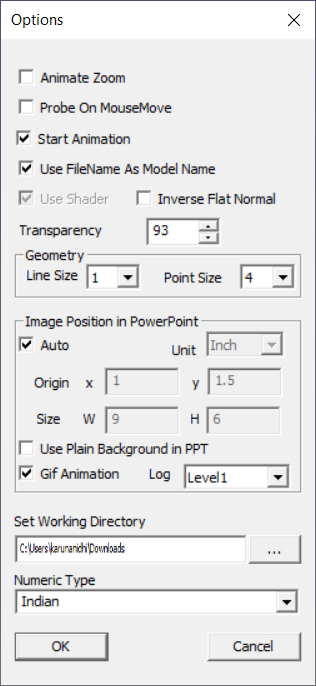 Options
Animate Zoom
Probe On MouseMove
Start Animation
Use FileName As Model Name
Use Shader Inverse Flat Normal
Transparency 93
Geometry
Line Size 1 Point Size 4
Image Position in PowerPoint
Auto Unit Inch
Origin x 1 y 1.5
Size W 9 H 6
Use Plain Background in PPT
Gif Animation Log Level1
Set Working Directory
C:\Users\karunanidhi\Downloads ...
Numeric Type
Indian
OK Cancel